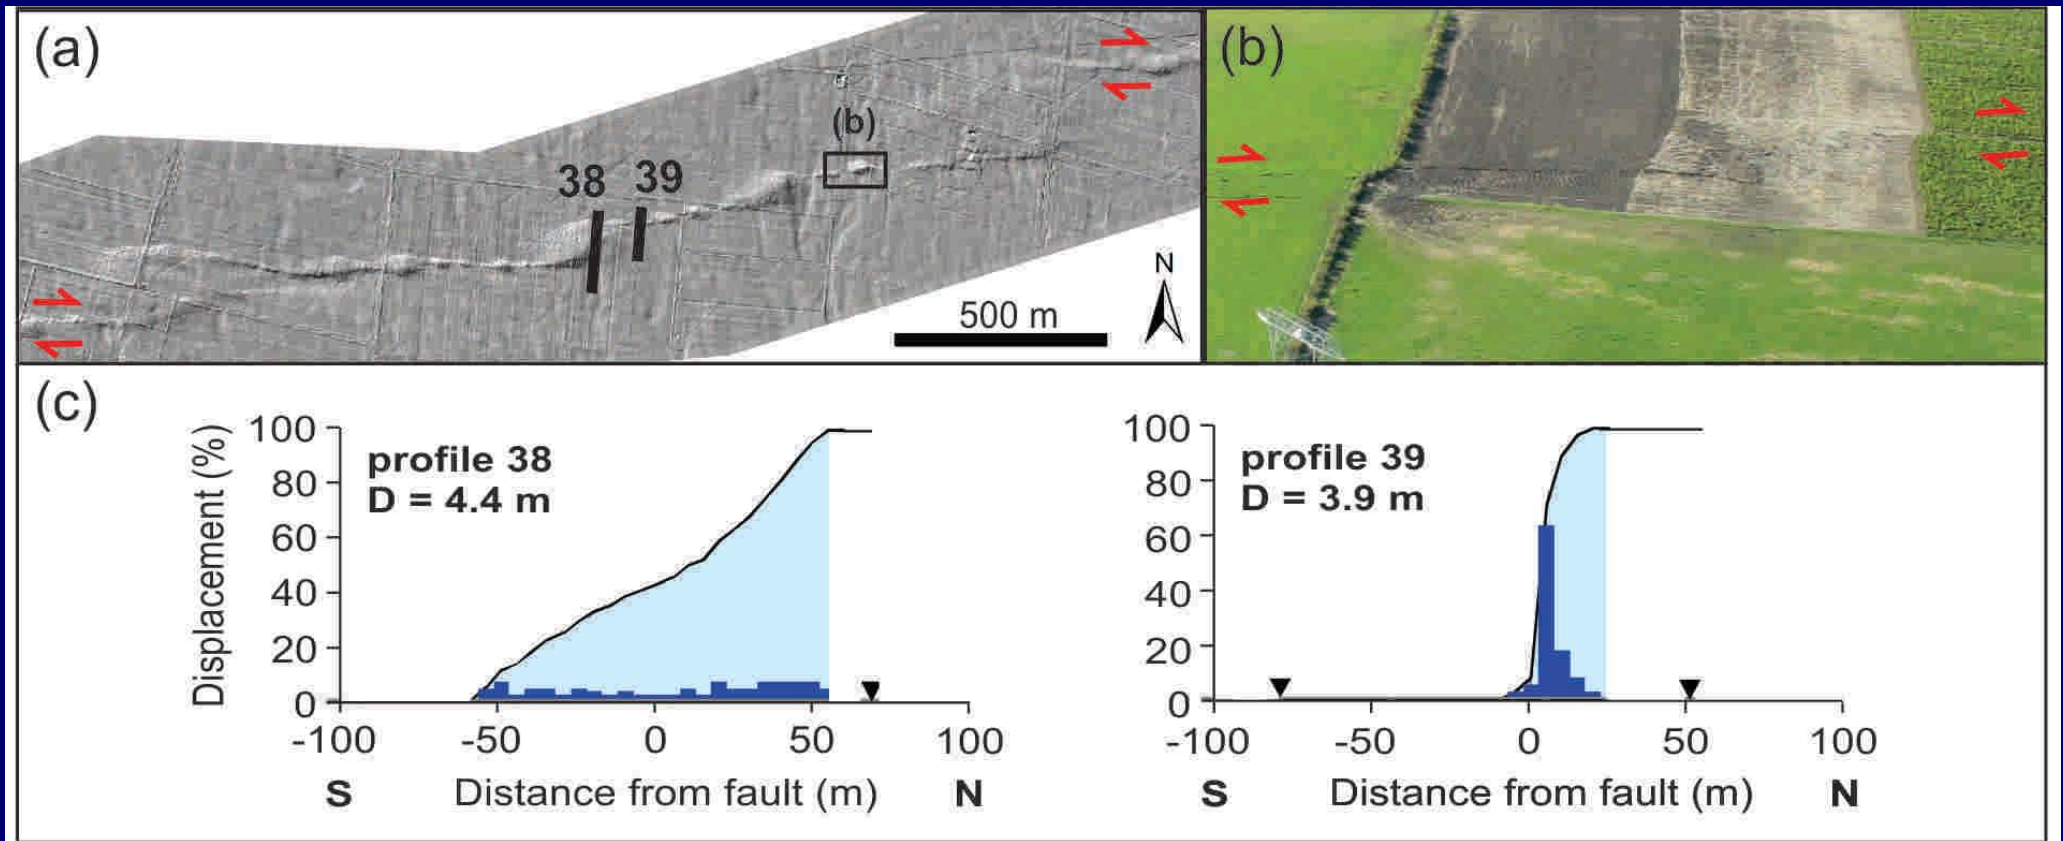 (a)
(b)
38 39
N
500 m
(b)
(c)
Displacement (%)
100
80
60
40
20
0
profile 38
D = 4.4 m
-100 -50 0 50 100
S Distance from fault (m) N
100
80
60
40
20
0
profile 39
D = 3.9 m
-100 -50 0 50 100
S Distance from fault (m) N